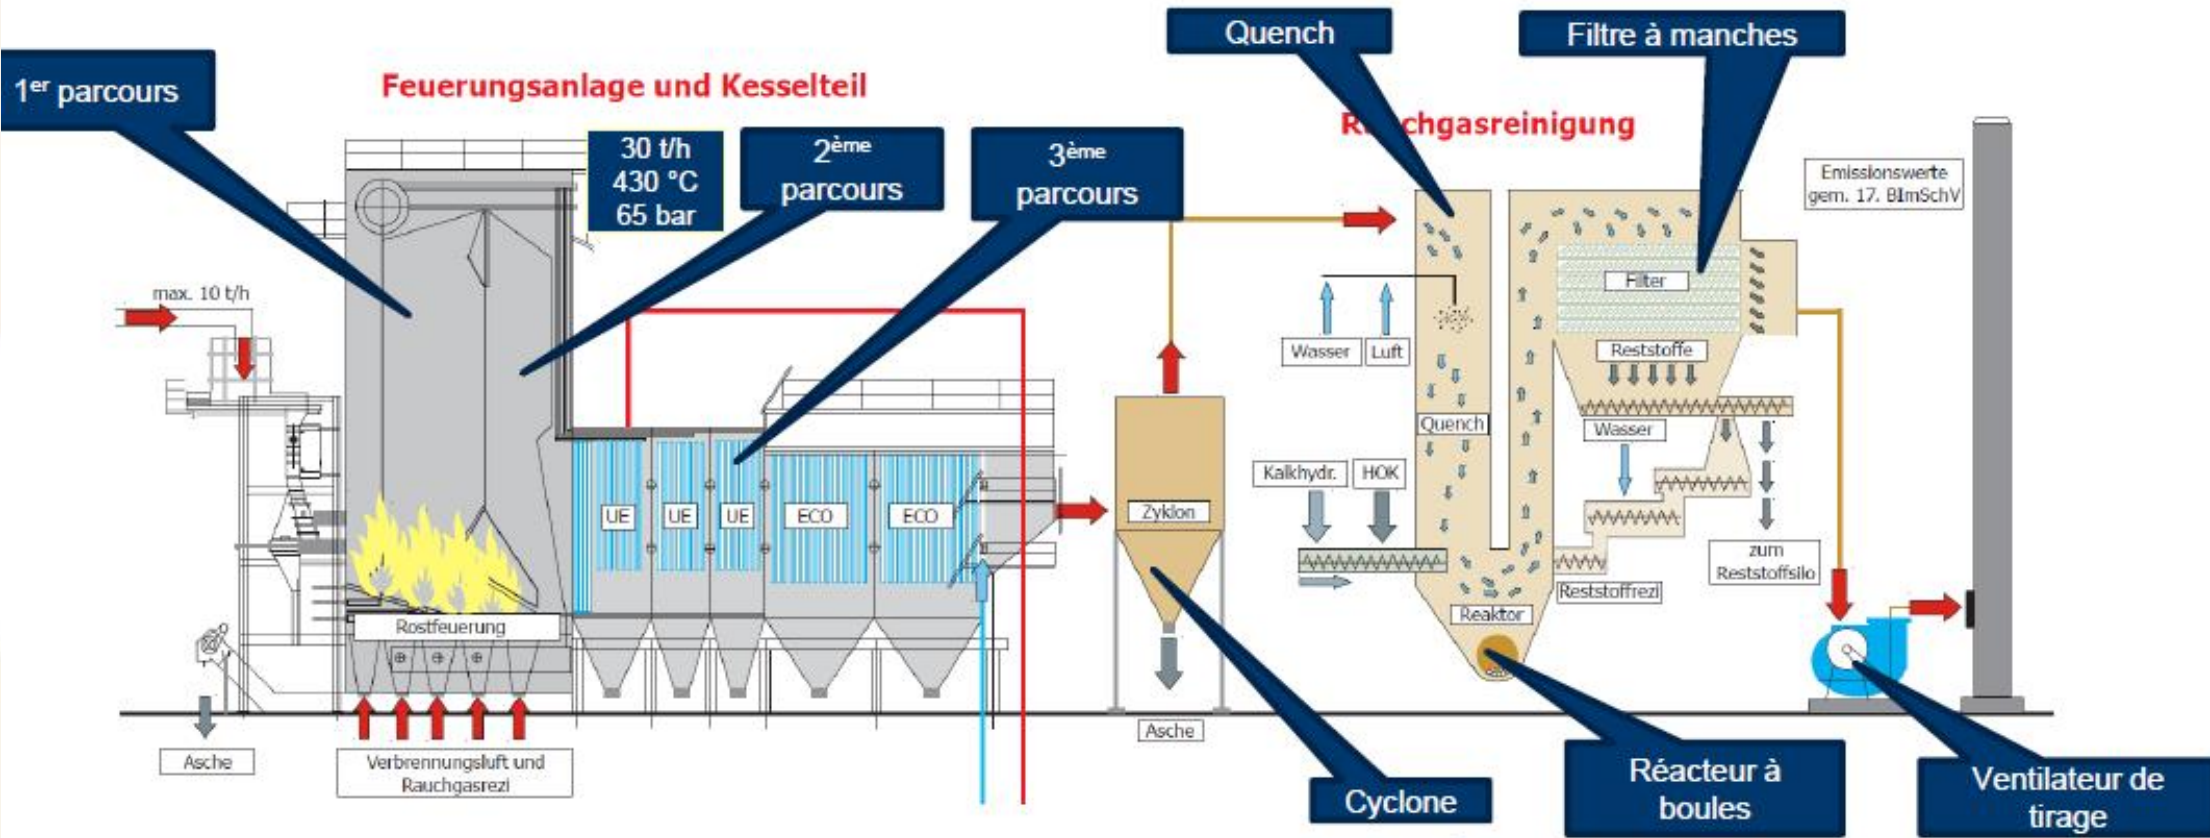 Quench
Filtre à manches
1er parcours
Feuerungsanlage und Kesselteil
30 t/h
430 °C
65 bar
2ème
parcours
3ème
parcours
Rauchgasreinigung
Emissionswerte
gem. 17. BImSchV
max. 10 t/h
Filter
Wasser
Luft
Reststoffe
Quench
Wasser
Kalkhydr.
HOK
UE
UE
UE
ECO
ECO
Zyklon
zum
Reststoffsilo
Reststoffrezi
Reaktor
Rostfeuerung
Asche
Verbrennungsluft und
Rauchgasrezi
Asche
Cyclone
Réacteur à
boules
Ventilateur de
tirage